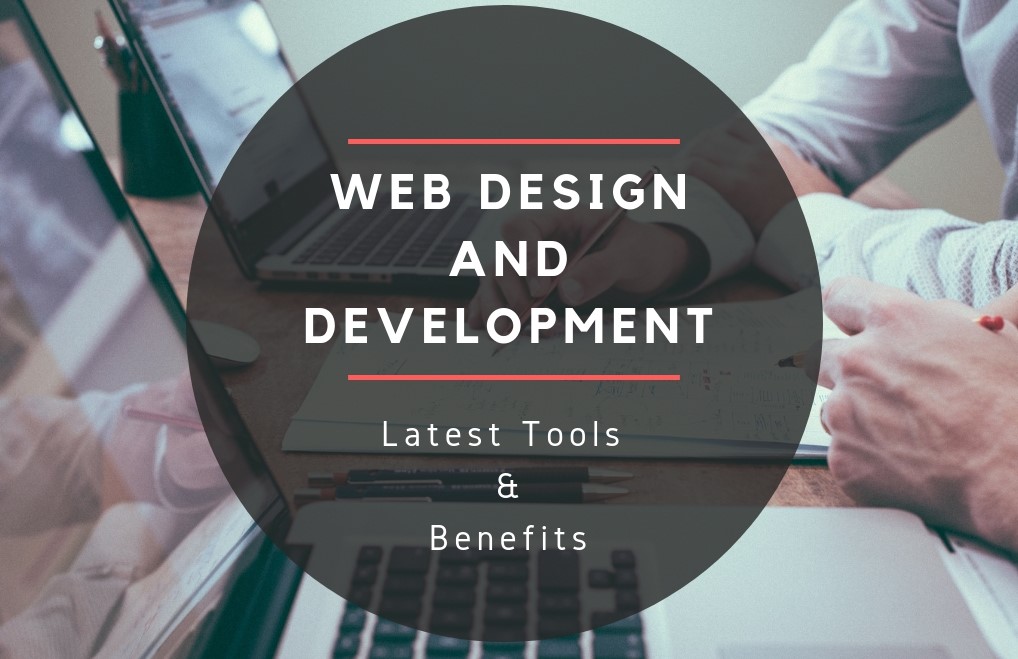 WEB DESIGN
AND
DEVELOPMENT
Latest Tools
&
Benefits